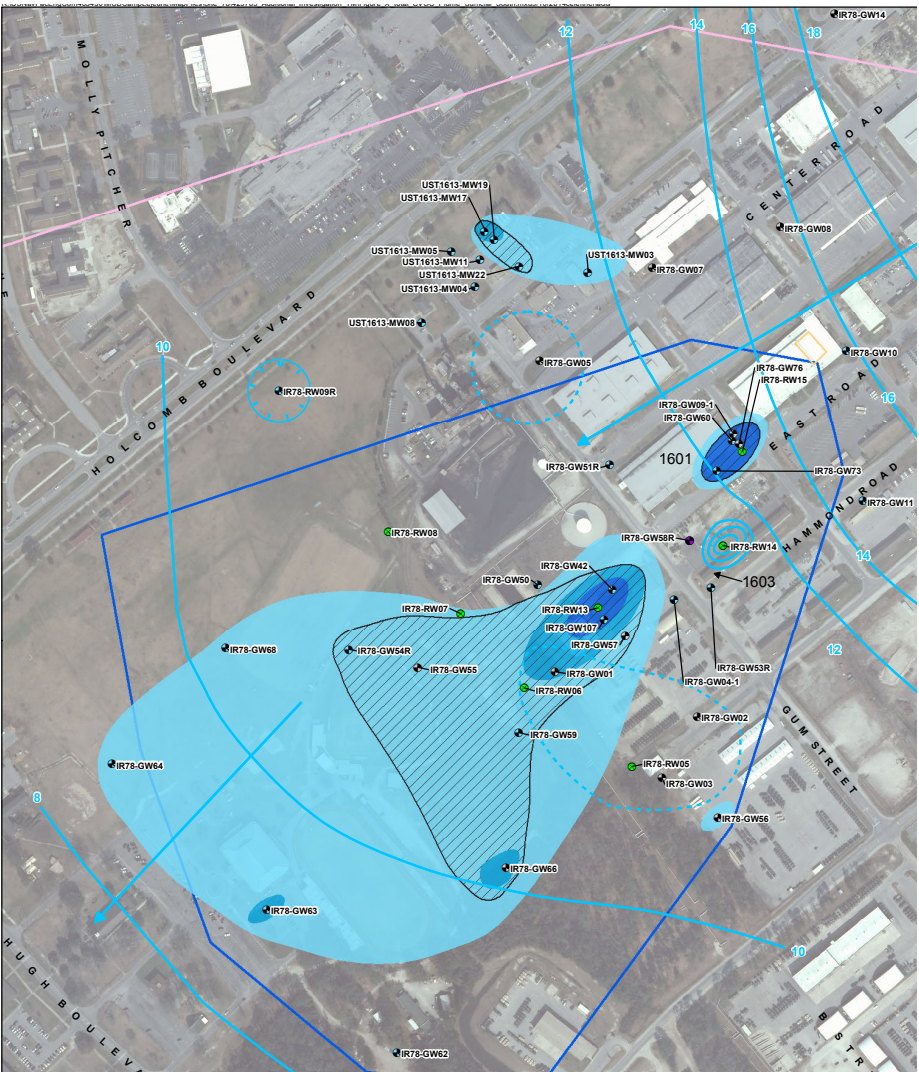 IR78-GW14
12
14
16
18
MOLLY PITCHER
CENTER ROAD
UST1613-MW19
UST1613-MW17
IR78-GW08
UST1613-MW05
UST1613-MW11
UST1613-MW03
UST1613-MW22
IR78-GW07
UST1613-MW04
HOLCOMB BOULEVARD
UST1613-MW08
10
IR78-GW05
IR78-GW10
IR78-GW76
IR78-RW15
IR78-RW09R
16
EAST ROAD
IR78-GW09-1
IR78-GW60
1601
IR78-GW51R
IR78-GW73
HAMMOND ROAD
IR78-GW11
IR78-RW08
IR78-GW58R
IR78-RW14
14
IR78-GW42
1603
IR78-GW50
IR78-RW07
IR78-RW13
IR78-GW107
IR78-GW57
IR78-GW68
IR78-GW54R
12
IR78-GW55
IR78-GW53R
IR78-GW01
IR78-GW04-1
IR78-RW06
IR78-GW02
GUM STREET
IR78-GW59
IR78-GW64
IR78-RW05
IR78-GW03
8
IR78-GW56
IR78-GW66
IR78-GW63
10
HUGH BOULEVA
B STR
IR78-GW62